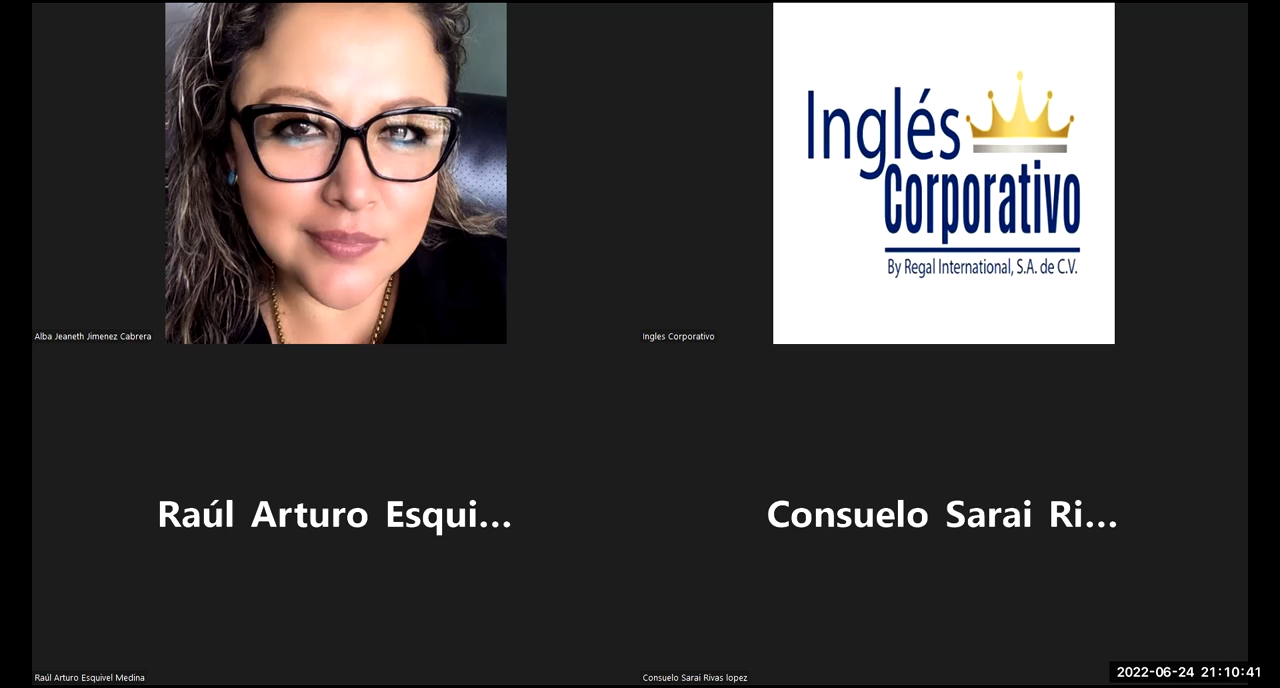 Inglés
Corporativo
By Regal International, S.A. de C.V.
Alba Jeaneth Jimenez Cabrera
Ingles Corporativo
Raúl Arturo Esqui...
Consuelo Sarai Ri...
Raúl Arturo Esquivel Medina
Consuelo Sarai Rivas lopez
2022-06-24 21:10:41